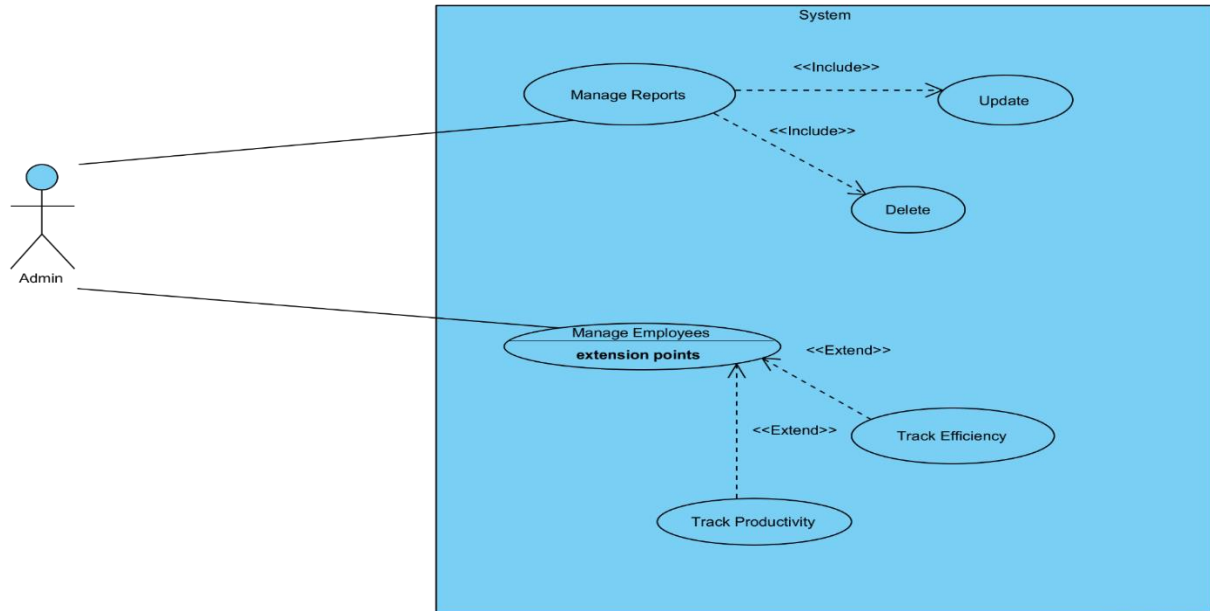 System
<<Include>>
Manage Reports
Update
<<Include>>
Delete
Admin
Manage Employees
extension points
<<Extend>>
<<Extend>>
Track Efficiency
Track Productivity